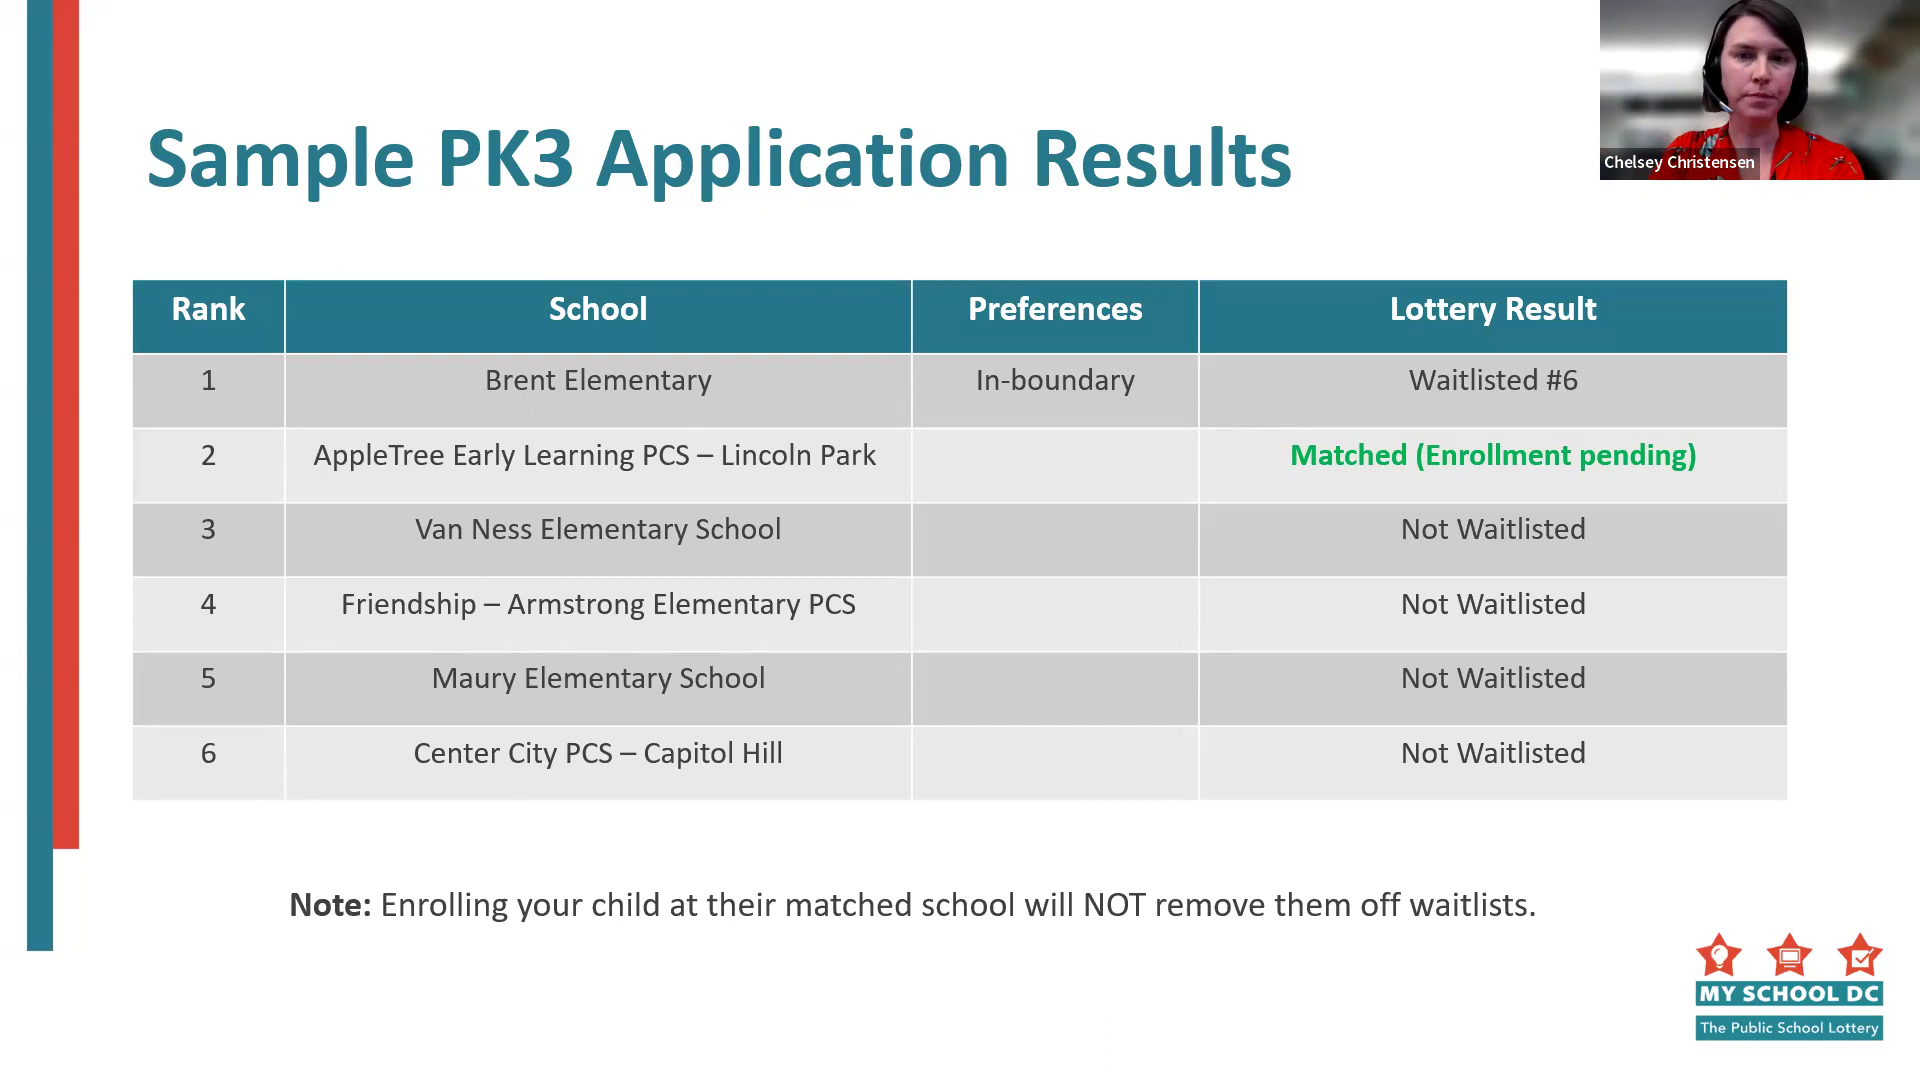 Chelsey Christensen
Sample PK3 Application Results
Rank School Preferences Lottery Result
1 Brent Elementary In-boundary Waitlisted #6
2 AppleTree Early Learning PCS – Lincoln Park Matched (Enrollment pending)
3 Van Ness Elementary School Not Waitlisted
4 Friendship – Armstrong Elementary PCS Not Waitlisted
5 Maury Elementary School Not Waitlisted
6 Center City PCS – Capitol Hill Not Waitlisted
Note: Enrolling your child at their matched school will NOT remove them off waitlists.
MY SCHOOL DC
The Public School Lottery